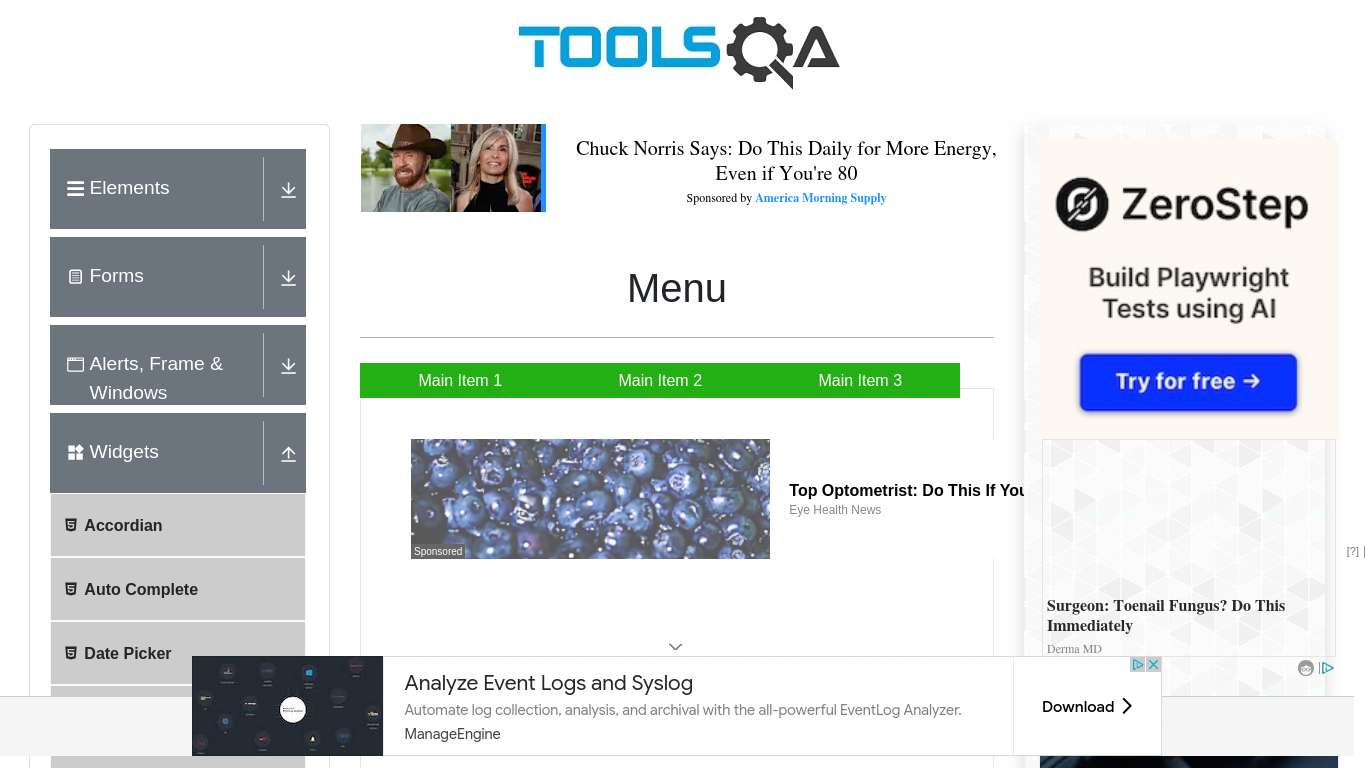 TOOLSQA
Elements
Forms
Alerts, Frame &
Windows
Widgets
Accordian
Auto Complete
Date Picker
Chuck Norris Says: Do This Daily for More Energy,
Even if You're 80
Sponsored by America Morning Supply
Menu
Main Item 1
Main Item 2
Main Item 3
Sponsored
Top Optometrist: Do This If You
Eye Health News
ZeroStep
Build Playwright
Tests using AI
Try for free →
[?]
Surgeon: Toenail Fungus? Do This
Immediately
Derma MD
Analyze Event Logs and Syslog
Automate log collection, analysis, and archival with the all-powerful EventLog Analyzer.
ManageEngine
Download